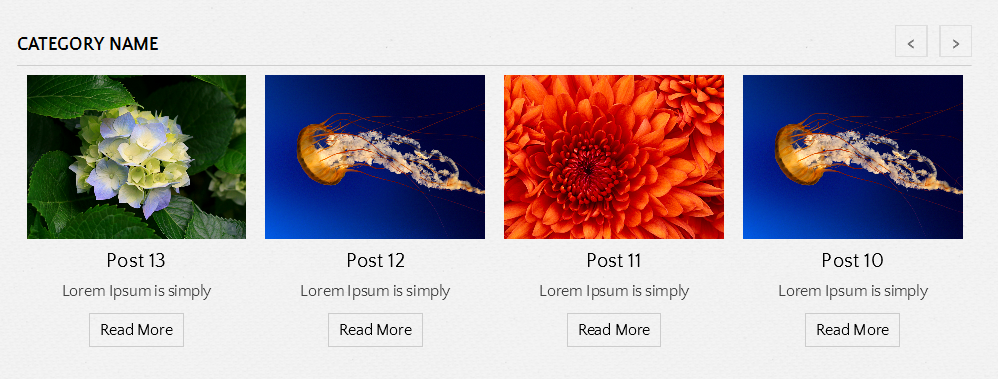 CATEGORY NAME
< >
Post 13
Lorem Ipsum is simply
Read More
Post 12
Lorem Ipsum is simply
Read More
Post 11
Lorem Ipsum is simply
Read More
Post 10
Lorem Ipsum is simply
Read More